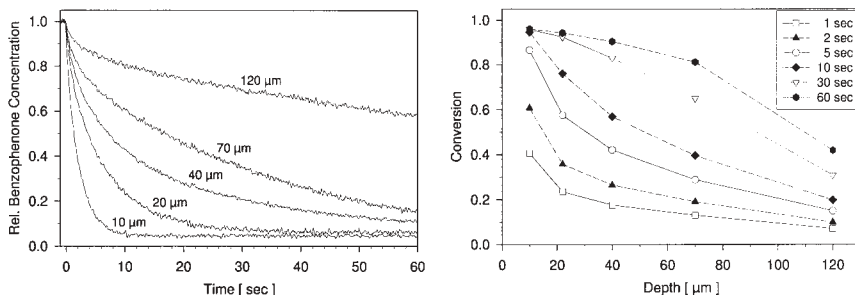 Rel. Benzophenone Concentration
1.0
0.8
0.6
0.4
0.2
0.0
120 µm
70 µm
40 µm
20 µm
10 µm
0
10
20
30
40
50
60
Time [ sec ]
Conversion
1.0
0.8
0.6
0.4
0.2
0.0
1 sec
2 sec
5 sec
10 sec
30 sec
60 sec
0
20
40
60
80
100
120
Depth [ µm ]